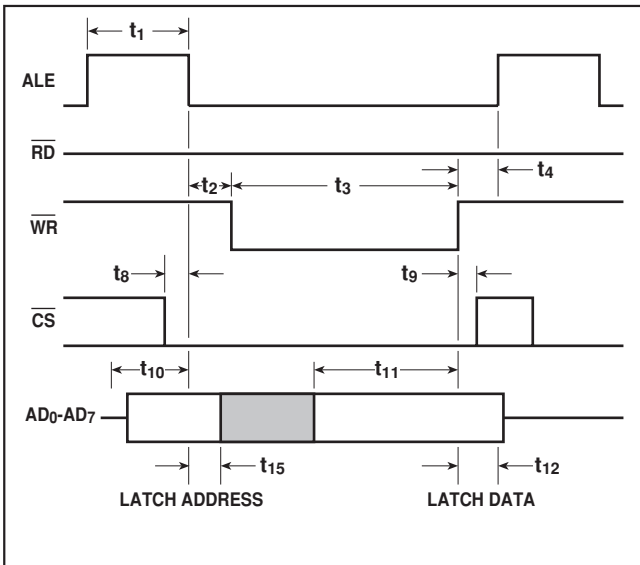 t1
ALE
RD
t4
t2
t3
WR
t8
t9
CS
t10
t11
AD0-AD7
t15
t12
LATCH ADDRESS
LATCH DATA